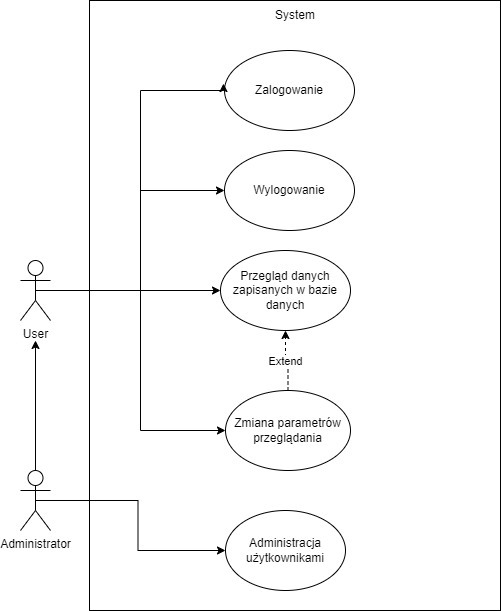 System
Zalogowanie
Wylogowanie
Przegląd danych
zapisanych w bazie
danych
User
Extend
Zmiana parametrów
przeglądania
Administrator
Administracja
użytkownikami